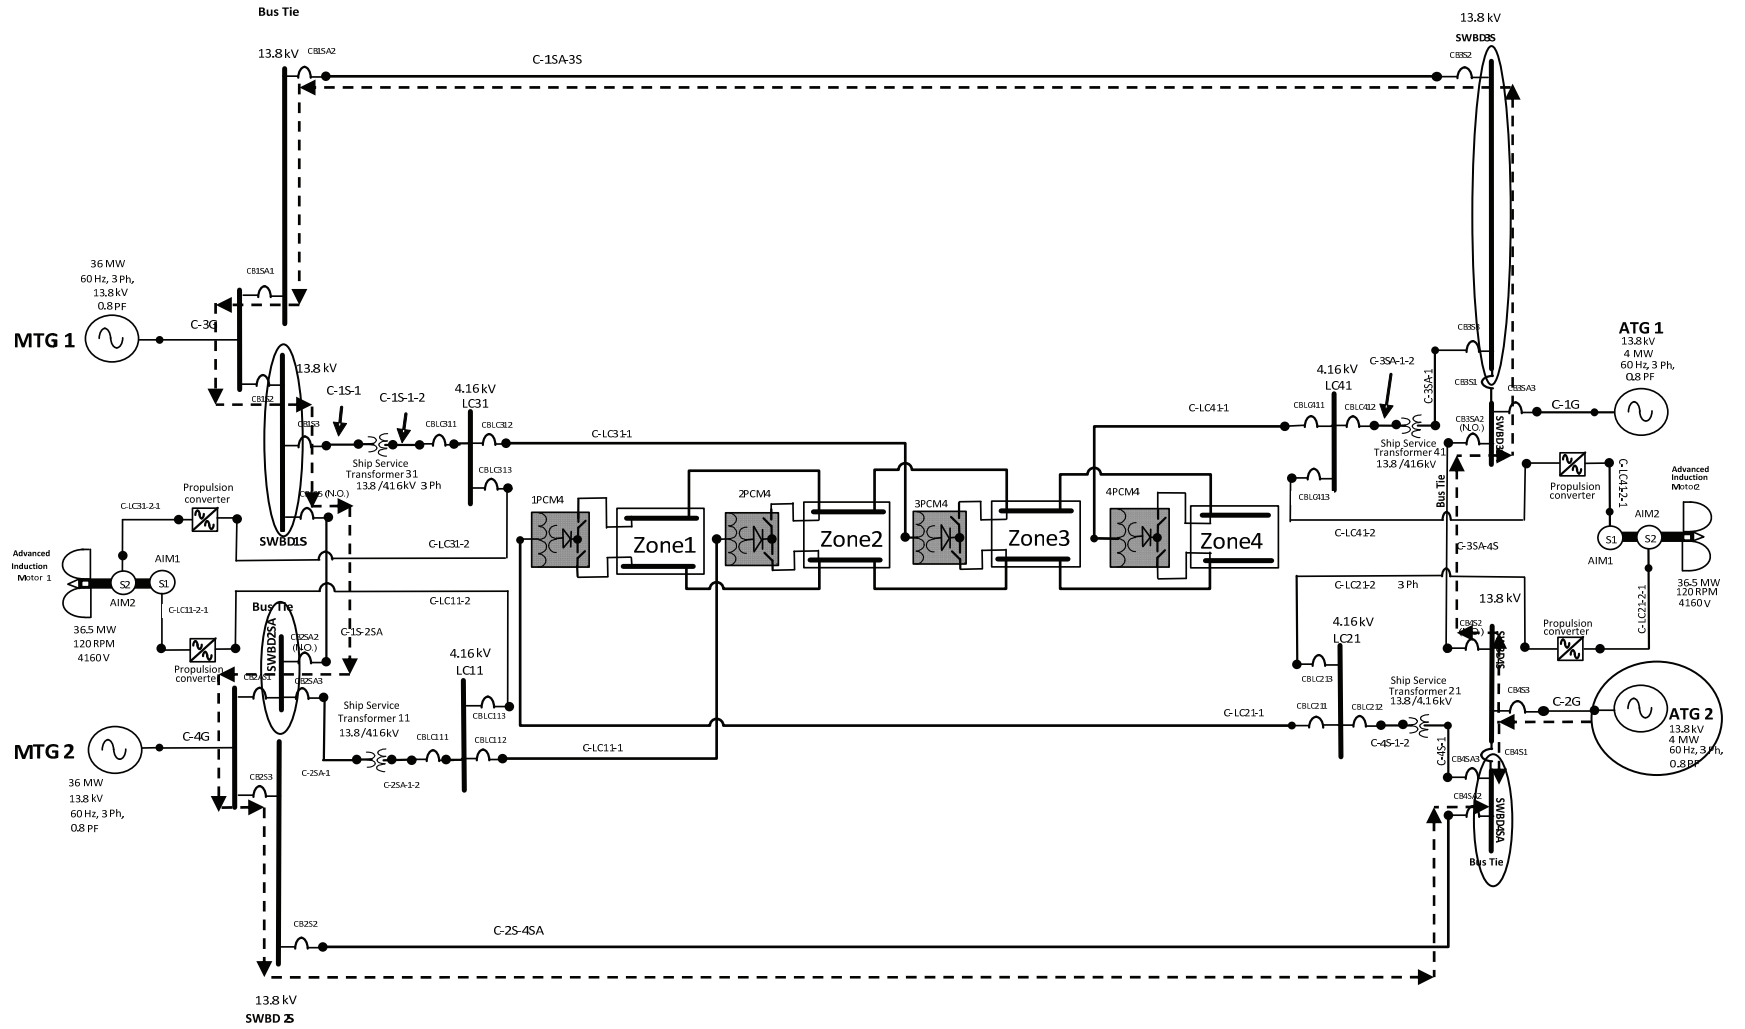 Bus Tie
13.8 kV
CB1SA2
C-1SA-3S
13.8 kV
SWBD3S
CB3S2
36 MW
60 Hz, 3 Ph,
13.8 kV
0.8 PF
MTG 1
C-3G
CB1SA1
CB1S2
13.8 kV
C-1S-1
C-1S-1-2
4.16 kV
LC31
CB1S3
CBLC311
CBLC312
CBLC313
Ship Service
Transformer 31
13.8 /4.16 kV 3 Ph
C-LC31-1
(N.O.)
SWBD1S
C-LC31-2-1
Propulsion
converter
C-LC31-2
Advanced
Induction
Motor 1
S2
S1
AIM1
AIM2
36.5 MW
120 RPM
4160 V
C-LC11-2-1
Propulsion
converter
C-LC11-2
Bus Tie
SWBD2SA
CB2SA2
(N.O.)
C-1S-2SA
CB2AS1
CB2SA3
MTG 2
C-4G
36 MW
13.8 kV
60 Hz, 3 Ph,
0.8 PF
CB2S3
C-2SA-1
Ship Service
Transformer 11
13.8 /4.16 kV
C-2SA-1-2
4.16 kV
LC11
CBLC111
CBLC112
CBLC113
C-LC11-1
CB2S2
C-2S-4SA
13.8 kV
SWBD 2S
1PCM4
Zone1
2PCM4
Zone2
3PCM4
Zone3
4PCM4
Zone4
CB3S3
CB3S1
CB3SA3
ATG 1
13.8 kV
4 MW
60 Hz, 3 Ph,
0.8 PF
C-1G
C-3SA-1-2
C-3SA-1
4.16 kV
LC41
CBLC411
CBLC412
CBLC413
C-LC41-1
Ship Service
Transformer 41
13.8 /4.16 kV
CB3SA2
(N.O.)
Bus Tie
C-LC41-2
C-3SA-4S
Propulsion
converter
C-LC41-2-1
Advanced
Induction
Motor2
AIM2
S1
S2
AIM1
36.5 MW
120 RPM
4160 V
C-LC21-2-1
C-LC21-2
3 Ph
13.8 kV
CB4S2
Propulsion
converter
4.16 kV
LC21
CBLC213
CBLC211
CBLC212
C-LC21-1
Ship Service
Transformer 21
13.8 /4.16 kV
C-4S-1-2
C-4S-1
CB4S3
C-2G
ATG 2
13.8 kV
4 MW
60 Hz, 3 Ph,
0.8 PF
CB4S1
CB4SA3
CB4SA2
SWBD4SA
Bus Tie